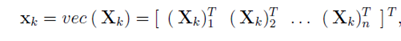 x_k = vec ( X_k ) = [ ( X_k )_1^T ( X_k )_2^T … ( X_k )_n^T ]^T ,